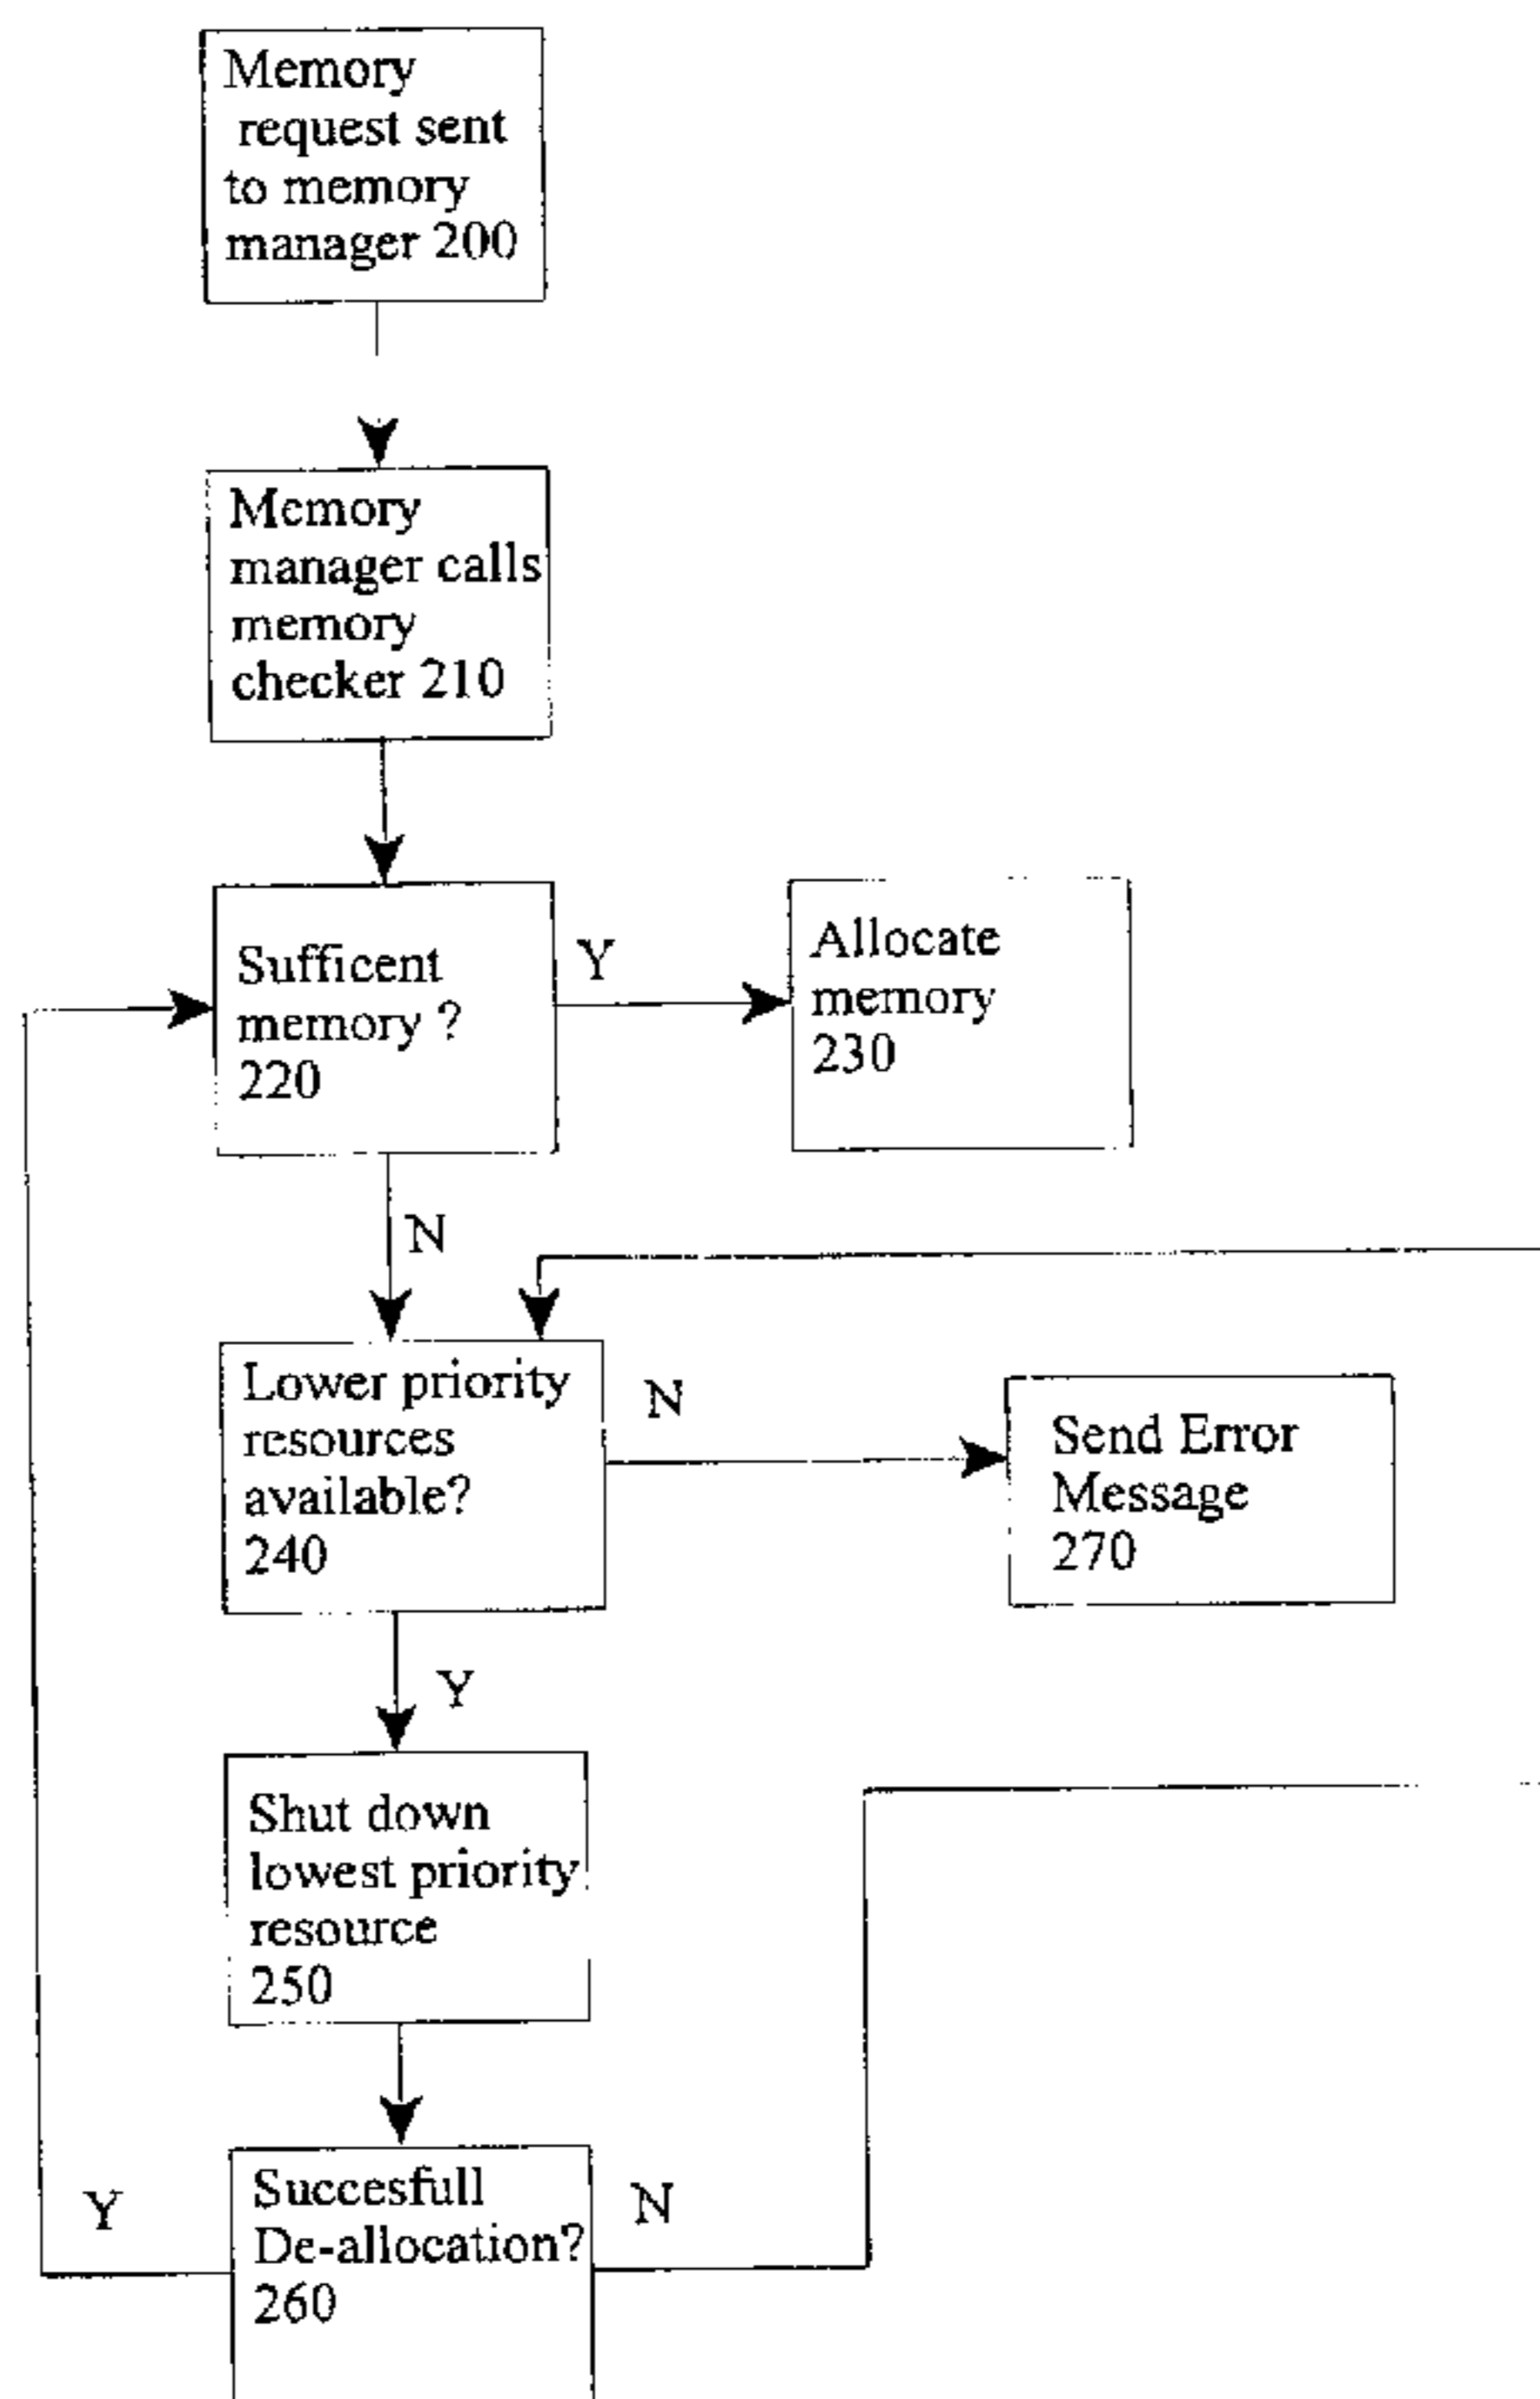 Memory
request sent
to memory
manager 200
Memory
manager calls
memory
checker 210
Sufficent
memory ?
220
Y
Allocate
memory
230
N
Lower priority
resources
available?
240
N
Send Error
Message
270
Y
Shut down
lowest priority
resource
250
Y
Succesfull
De-allocation?
260
N